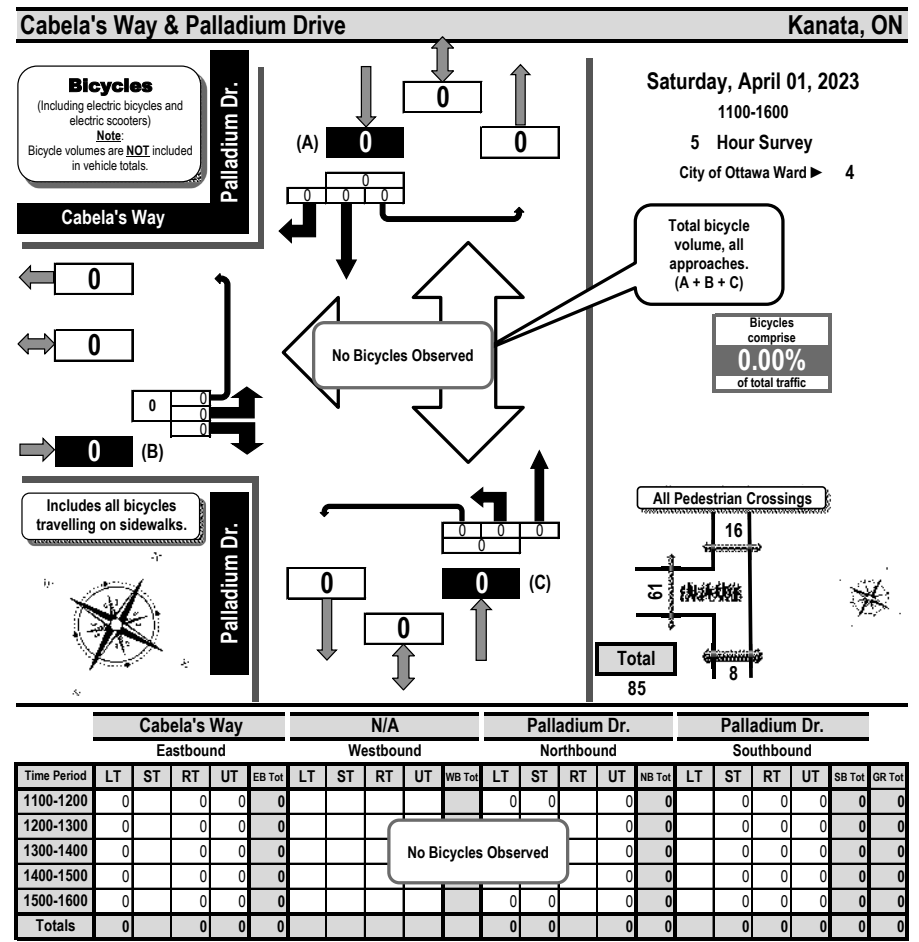 Cabela's Way & Palladium Drive Kanata, ON
Bicycles
(Including electric bicycles and
electric scooters)
Note:
Bicycle volumes are NOT included
in vehicle totals.
Palladium Dr.
Cabela's Way
0
(A) 0
0
0
0 0 0
Saturday, April 01, 2023
1100-1600
5 Hour Survey
City of Ottawa Ward ► 4
Total bicycle
volume, all
approaches.
(A + B + C)
0
0
No Bicycles Observed
Bicycles
comprise
0.00%
of total traffic
0
0
0
0
0 (B)
Includes all bicycles
travelling on sidewalks.
Palladium Dr.
0 0 0
0
0
0 (C)
0
All Pedestrian Crossings
16
61
8
Total
85
Cabela's Way N/A Palladium Dr. Palladium Dr.
Eastbound Westbound Northbound Southbound
Time Period LT ST RT UT EB Tot LT ST RT UT WB Tot LT ST RT UT NB Tot LT ST RT UT SB Tot GR Tot
1100-1200 0 0 0 0 0 0 0 0 0 0 0 0 0
1200-1300 0 0 0 0 0 0 0 0 0 0 0
1300-1400 0 0 0 0 No Bicycles Observed 0 0 0 0 0 0 0
1400-1500 0 0 0 0 0 0 0 0 0 0 0
1500-1600 0 0 0 0 0 0 0 0 0 0 0 0 0
Totals 0 0 0 0 0 0 0 0 0 0 0 0 0